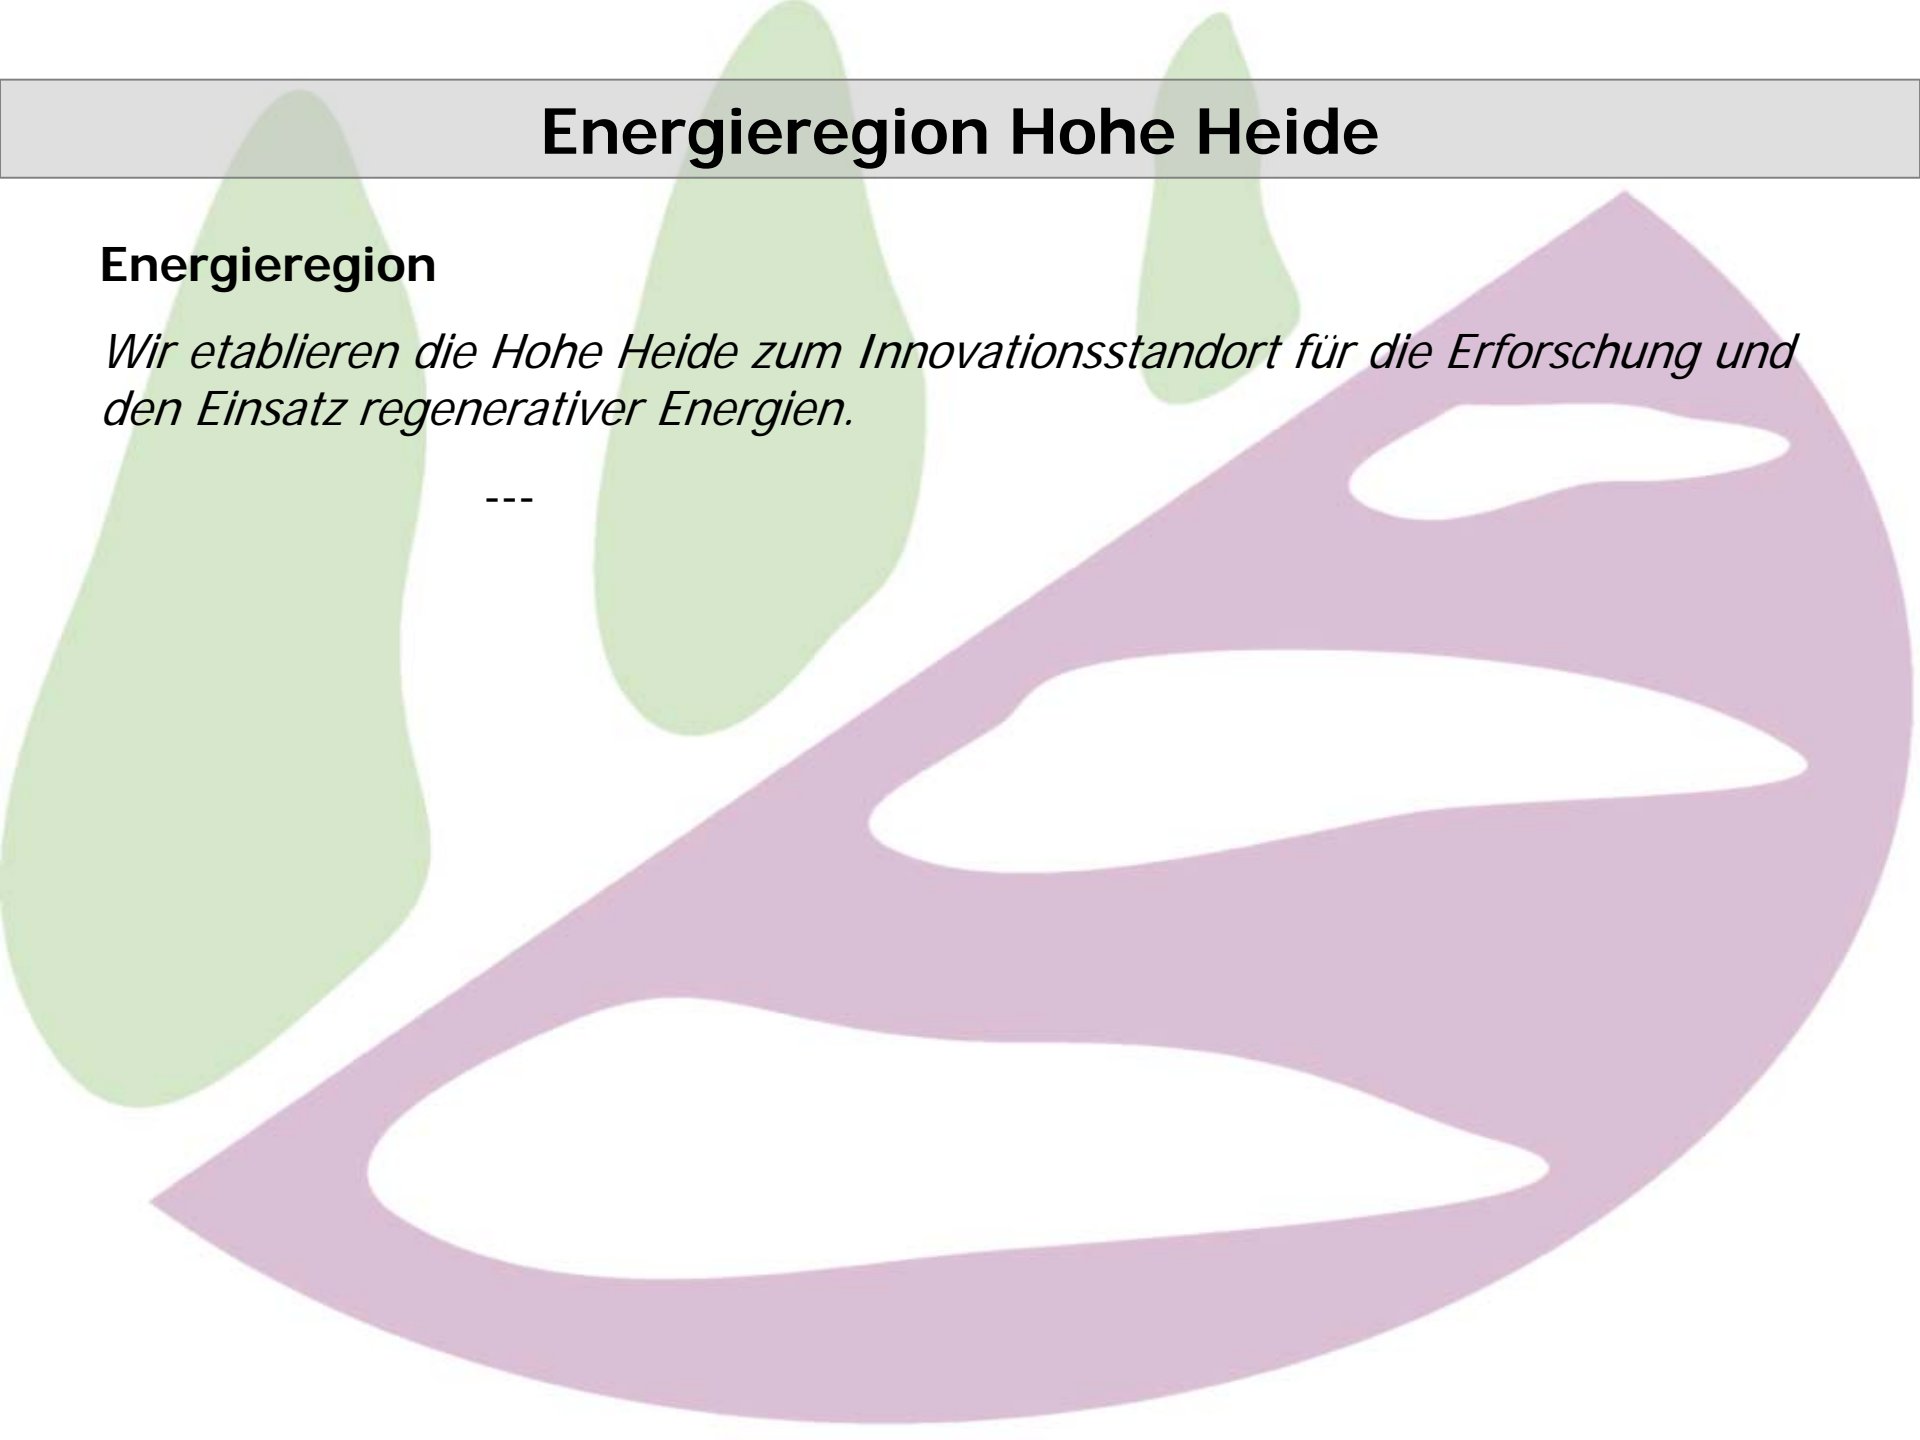 Energieregion Hohe Heide
Energieregion
Wir etablieren die Hohe Heide zum Innovationsstandort für die Erforschung und
den Einsatz regenerativer Energien.
---